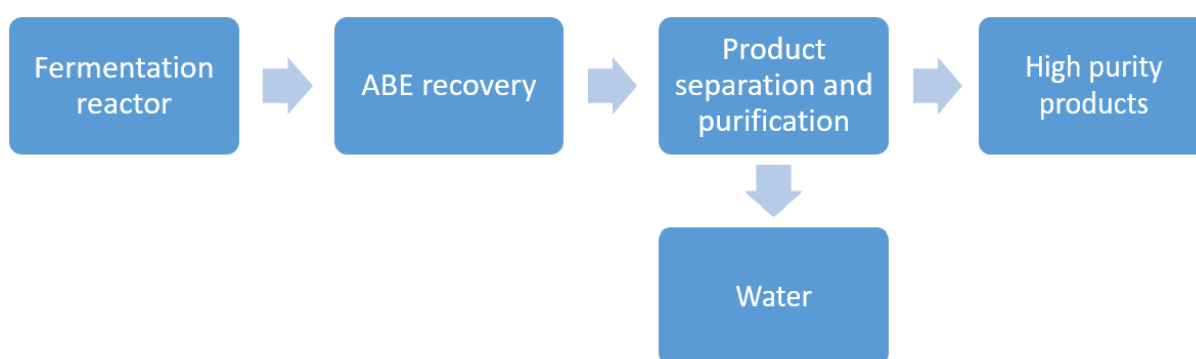 Fermentation
reactor
ABE recovery
Product
separation and
purification
High purity
products
Water